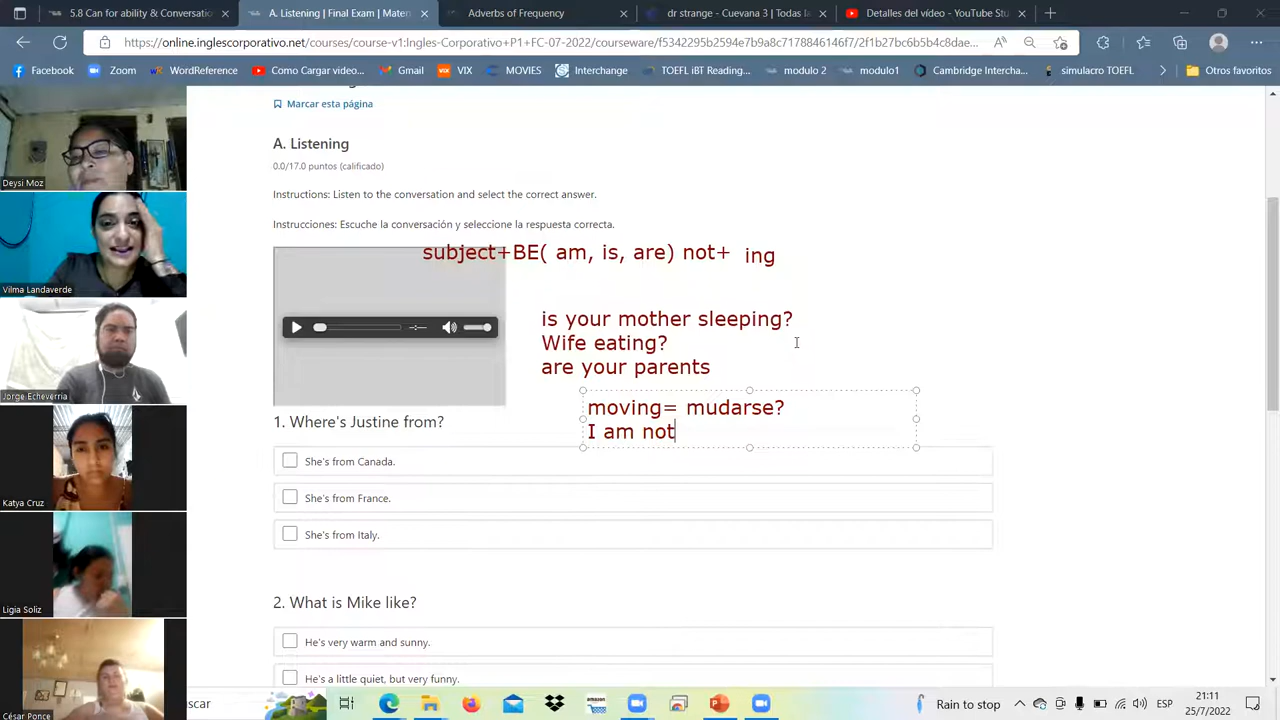 5.8 Can for Ability | Conversa
A. Listening | Final Exam | Mater
Adverbs of Frequency
dr strange - Cuevana 3 | Todas la
Detalles del vídeo - YouTube Stu
https://online.inglescorporativo.net/courses/course-v1:Ingles-Corporativo+P1+FC-07-2022/courseware/f5342295b2594e7b9a8c7178846146f7/2f1b27bc6b5b4c8dae...
Facebook
Zoom
WordReference
Como Cargar video...
Gmail
VIX
MOVIES
Interchange
TOEFL iBT Reading...
modulo 2
modulo1
Cambridge Intercha...
simulacro TOEFL
Otros favoritos
Marcar esta página
A. Listening
0.0/17.0 puntos (calificado)
Instructions: Listen to the conversation and select the correct answer.
Instrucciones: Escuche la conversación y seleccione la respuesta correcta.
subject+BE( am, is, are) not+ ing
is your mother sleeping?
Wife eating?
are your parents
moving= mudarse?
I am not
1. Where's Justine from?
She's from Canada.
She's from France.
She's from Italy.
2. What is Mike like?
He's very warm and sunny.
He's a little quiet, but very funny.
Deysi Moz
Vilma Landaverde
Jorge Echeverria
Katya Cruz
Ligia Soliz
César Ponce
uscar
amazon
Rain to stop
ESP
21:11
25/7/2022